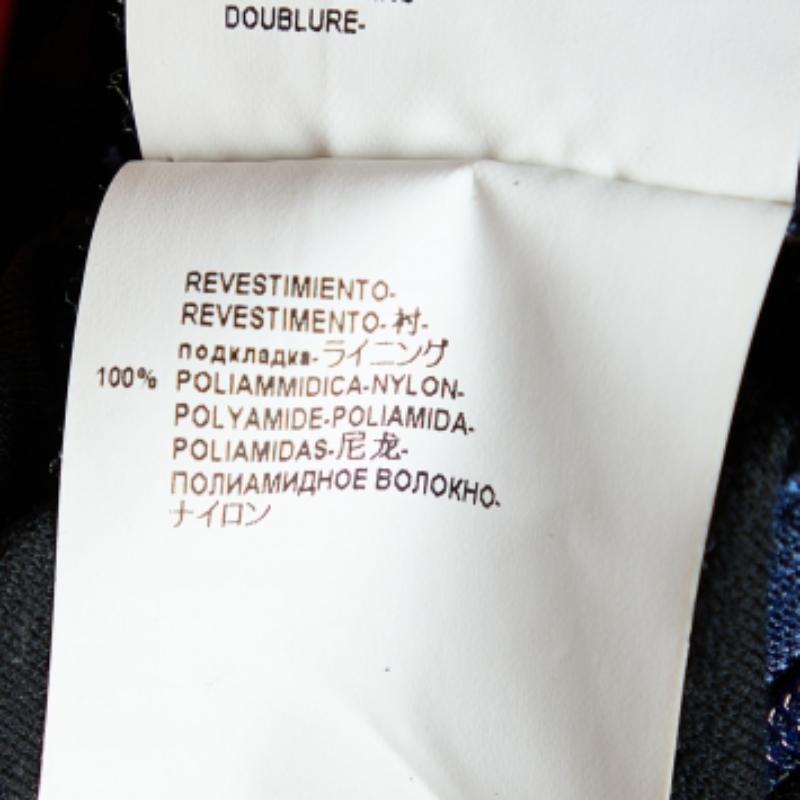 DOUBLURE-
REVESTIMIENTO-
REVESTIMENTO-衬-
подкладка-ライニング
100% POLIAMMIDICA-NYLON-
POLYAMIDE-POLIAMIDA-
POLIAMIDAS-尼龙-
ПОЛИАМИДНОЕ ВОЛОКНО-
ナイロン